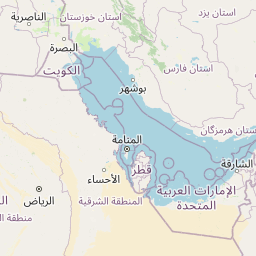 استان یزد
استان خوزستان
الناصرية
البصرة
استان فارس
الكويت
بوشهر
استان هرمزگان
المنامة
الشارقة
قطر
الأحساء
الإمارات العربية
المتحدة
المنطقة الشرقية
الرياض
منطقة ال